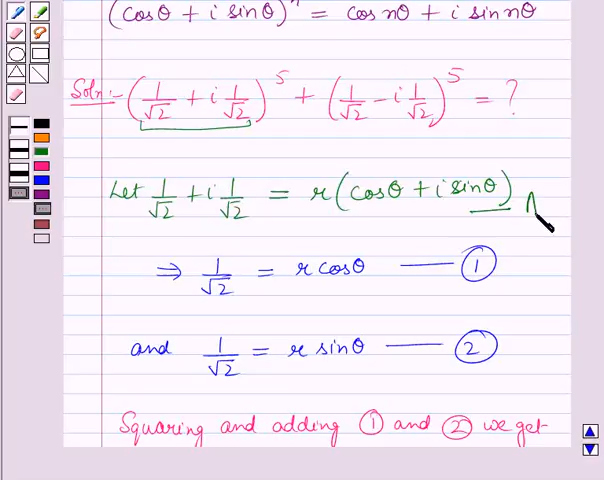 (cosθ + i sinθ)ⁿ = cos nθ + i sin nθ
Soln:- (1/√2 + i 1/√2)⁵ + (1/√2 - i 1/√2)⁵ = ?
Let 1/√2 + i 1/√2 = r(cosθ + i sinθ)
⇒ 1/√2 = r cosθ —— ①
and 1/√2 = r sinθ —— ②
Squaring and adding ① and ② we get